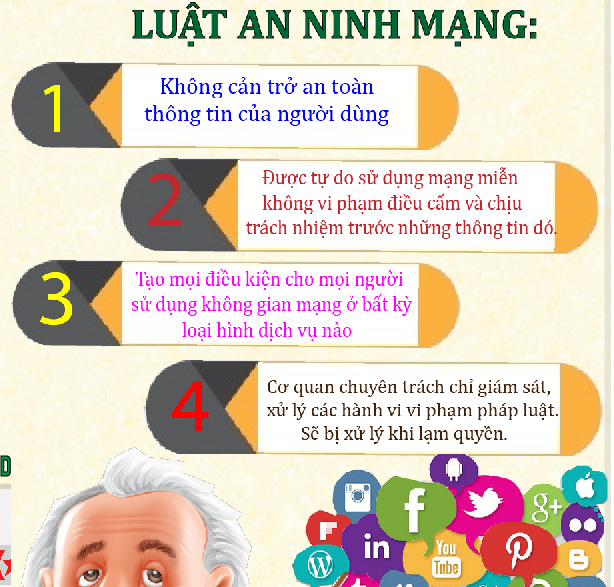 LUẬT AN NINH MẠNG:
1
Không cản trở an toàn
thông tin của người dùng
2
Được tự do sử dụng mạng miễn
không vi phạm điều cấm và chịu
trách nhiệm trước những thông tin dó.
3
Tạo mọi điều kiện cho mọi người
sử dụng không gian mạng ở bất kỳ
loại hình dịch vụ nào
4
Cơ quan chuyên trách chỉ giám sát,
xử lý các hành vi vi phạm pháp luật.
Sẽ bị xử lý khi lạm quyền.
D
f
g+
in
You
Tube